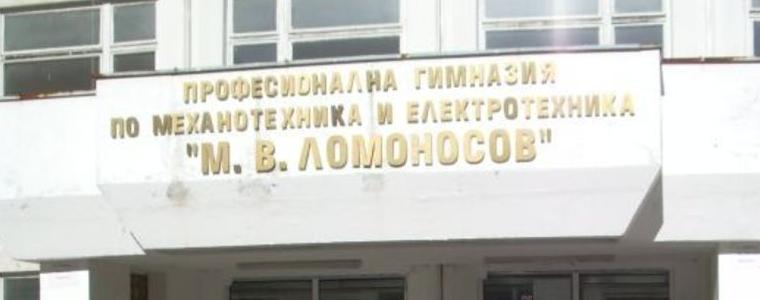 ПРОФЕСИОНАЛНА ГИМНАЗИЯ
ПО МЕХАНОТЕХНИКА И ЕЛЕКТРОТЕХНИКА
"М. В. ЛОМОНОСОВ"